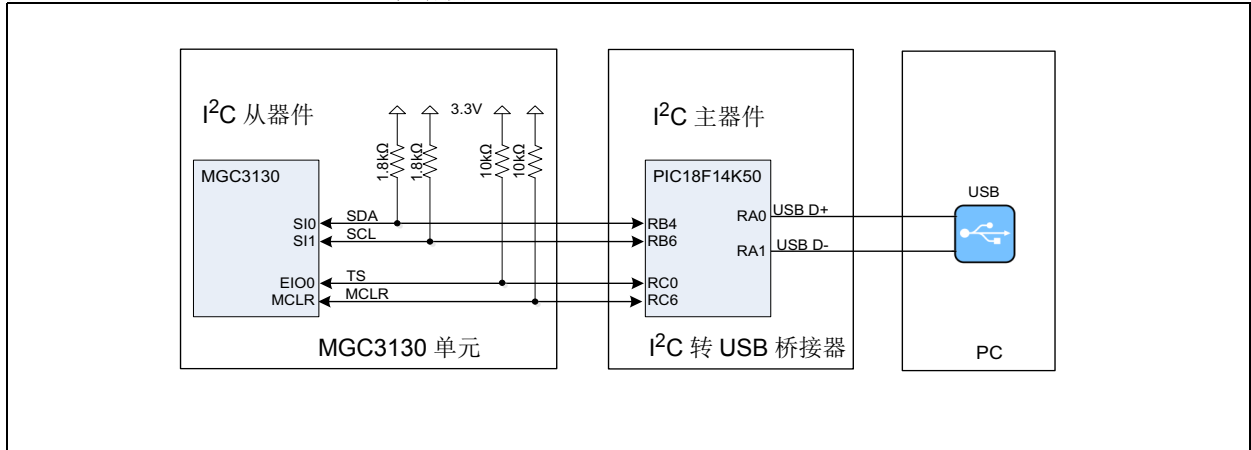 I²C 从器件
3.3V
1.8kΩ
1.8kΩ
10kΩ
10kΩ
MGC3130
SI0
SDA
SI1
SCL
EIO0
TS
MCLR
MCLR
MGC3130 单元
I²C 主器件
PIC18F14K50
RB4
RB6
RC0
RC6
RA0
USB D+
RA1
USB D-
I²C 转 USB 桥接器
USB
PC